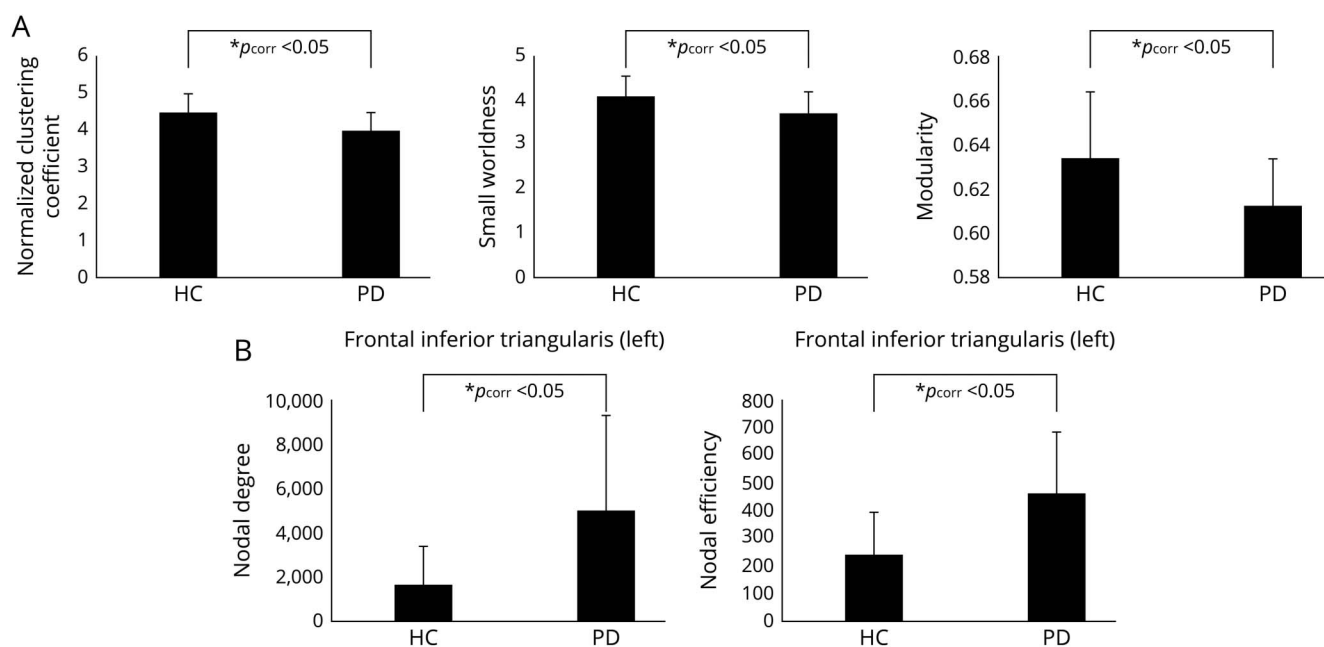 A
Normalized clustering
coefficient
6
5
4
3
2
1
0
*pcorr <0.05
HC
PD
Small worldness
5
4
3
2
1
0
*pcorr <0.05
HC
PD
Modularity
0.68
0.66
0.64
0.62
0.60
0.58
*pcorr <0.05
HC
PD
B
Frontal inferior triangularis (left)
Nodal degree
10,000
8,000
6,000
4,000
2,000
0
*pcorr <0.05
HC
PD
Frontal inferior triangularis (left)
Nodal efficiency
800
700
600
500
400
300
200
100
0
*pcorr <0.05
HC
PD